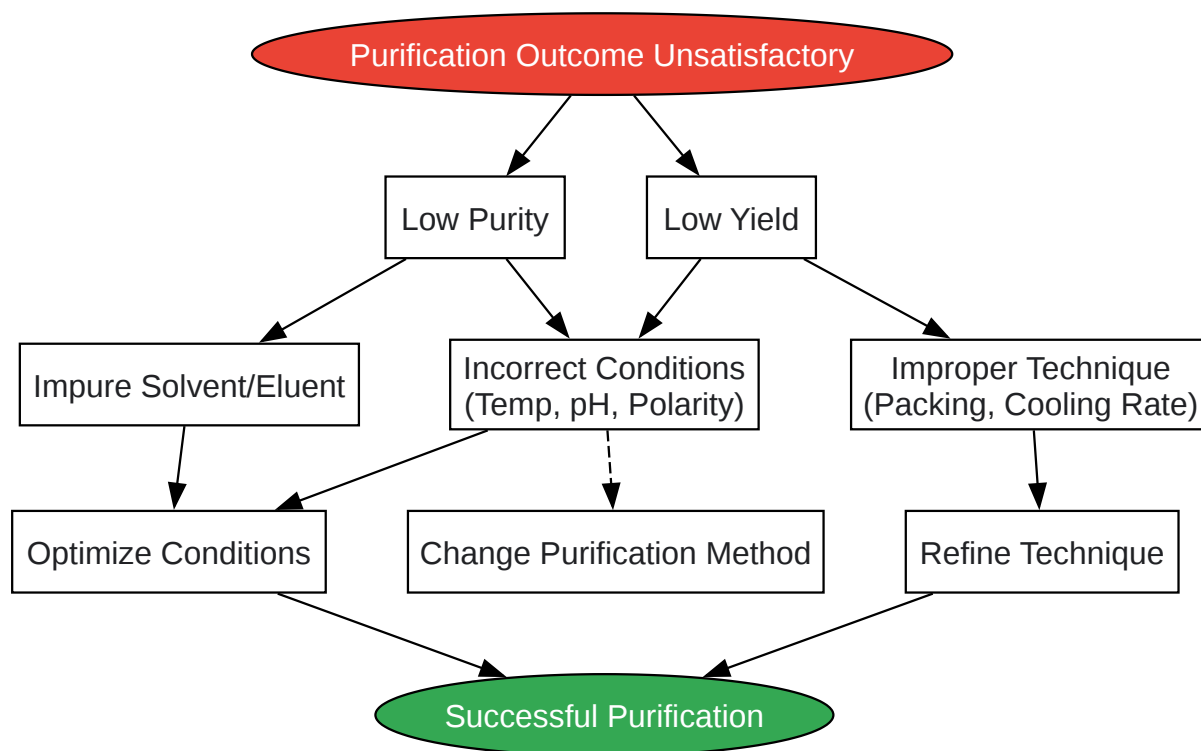 Purification Outcome Unsatisfactory
Low Purity
Low Yield
Impure Solvent/Eluent
Incorrect Conditions
(Temp, pH, Polarity)
Improper Technique
(Packing, Cooling Rate)
Optimize Conditions
Change Purification Method
Refine Technique
Successful Purification